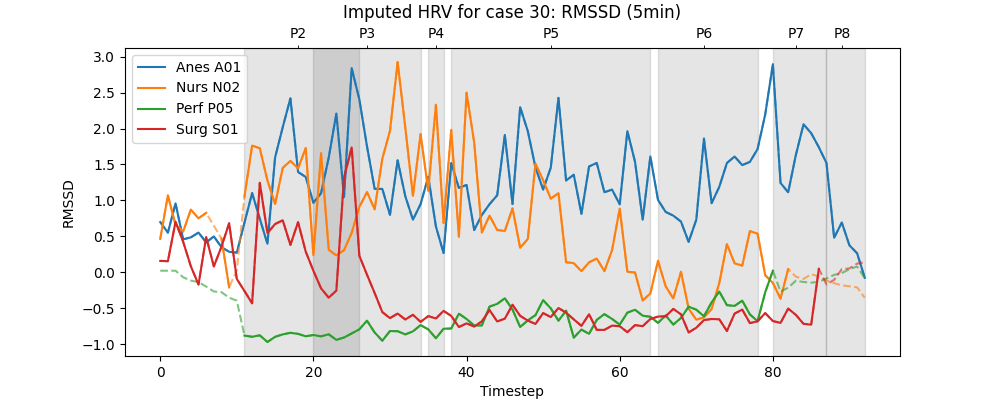 Imputed HRV for case 30: RMSSD (5min)
P2 P3 P4 P5 P6 P7 P8
Anes A01
Nurs N02
Perf P05
Surg S01
RMSSD
3.0
2.5
2.0
1.5
1.0
0.5
0.0
−0.5
−1.0
0 20 40 60 80
Timestep